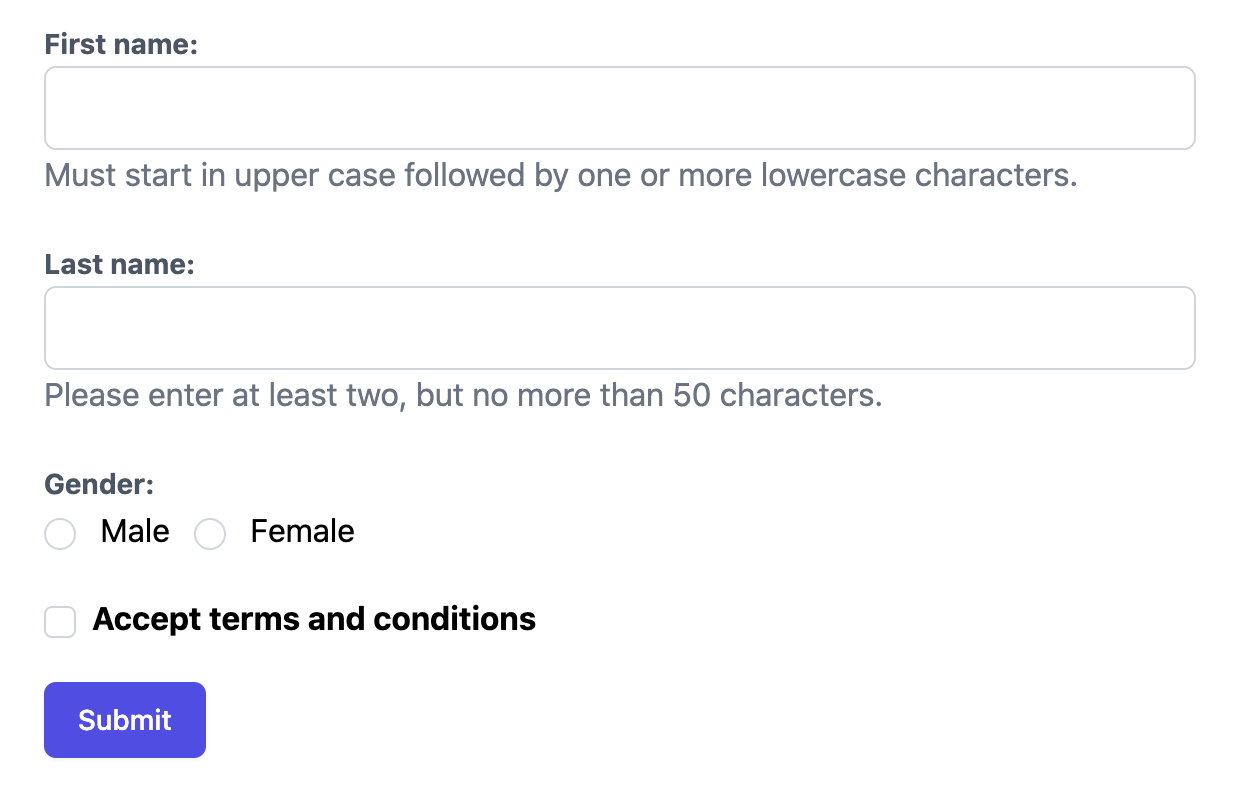 First name:
Must start in upper case followed by one or more lowercase characters.
Last name:
Please enter at least two, but no more than 50 characters.
Gender:
Male Female
Accept terms and conditions
Submit